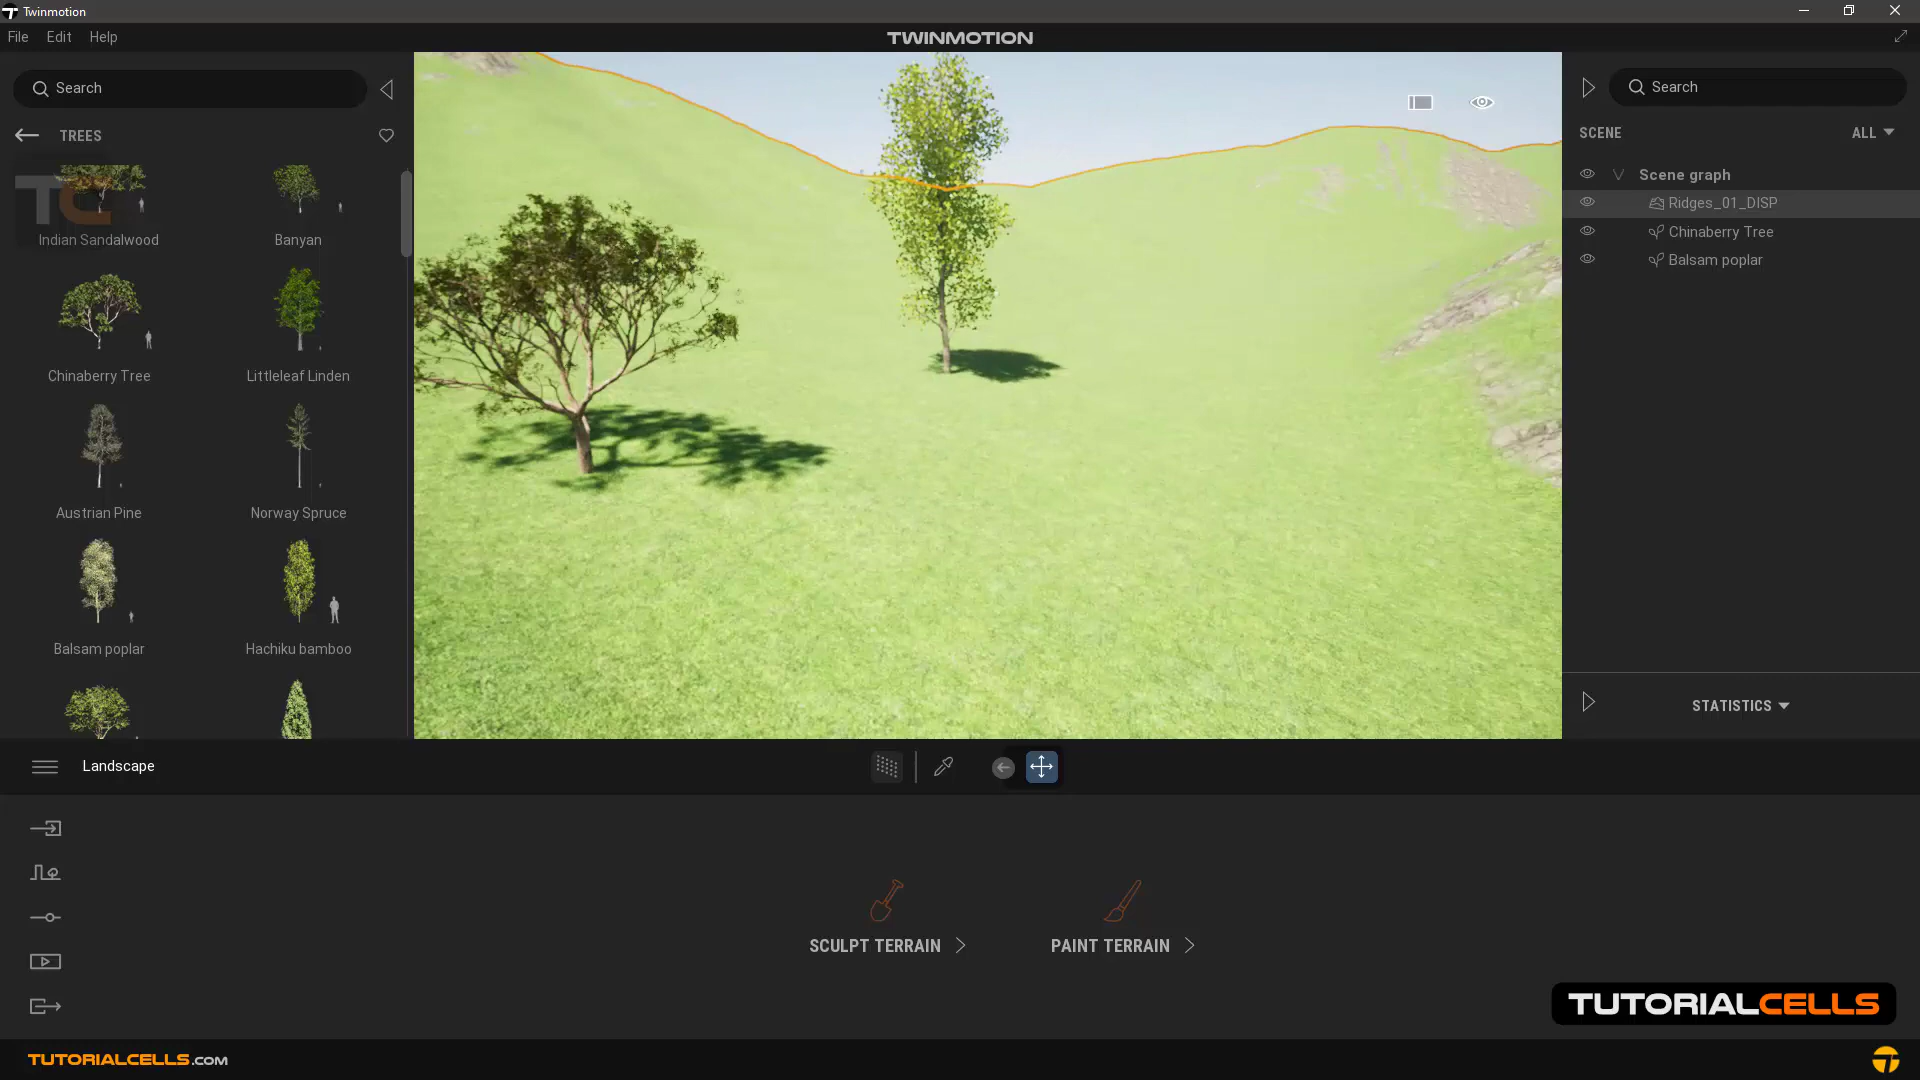 Twinmotion
File Edit Help
TWINMOTION
Search
Search
TREES
SCENE
ALL
TC
Scene graph
Ridges_01_DISP
Chinaberry Tree
Balsam poplar
Indian Sandalwood
Banyan
Chinaberry Tree
Littleleaf Linden
Austrian Pine
Norway Spruce
Balsam poplar
Hachiku bamboo
STATISTICS
Landscape
SCULPT TERRAIN
PAINT TERRAIN
TUTORIALCELLS
TUTORIALCELLS.COM